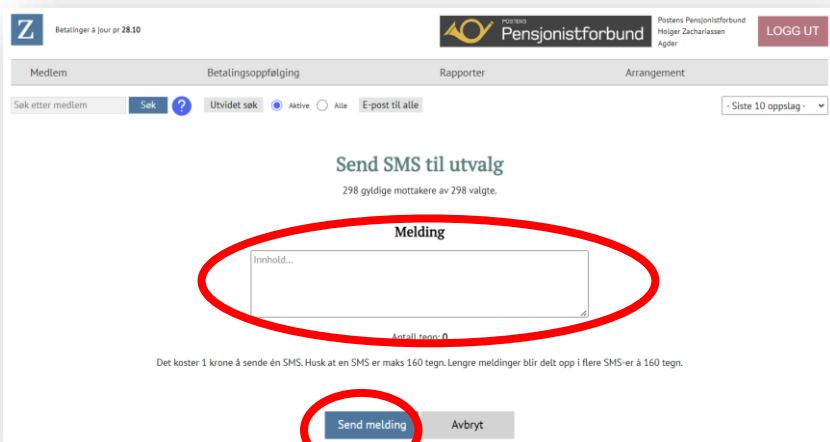 Z
Betalinger à jour pr 28.10
POSTENS
Pensjonistforbund
Postens Pensjonistforbund
Holger Zachariassen
Agder
LOGG UT
Medlem
Betalingsoppfølging
Rapporter
Arrangement
Søk etter medlem
Søk
?
Utvidet søk
Aktive
Alle
E-post til alle
- Siste 10 oppslag -
Send SMS til utvalg
298 gyldige mottakere av 298 valgte.
Melding
Innhold...
Antall tegn: 0
Det koster 1 krone å sende én SMS. Husk at en SMS er maks 160 tegn. Lengre meldinger blir delt opp i flere SMS-er à 160 tegn.
Send melding
Avbryt